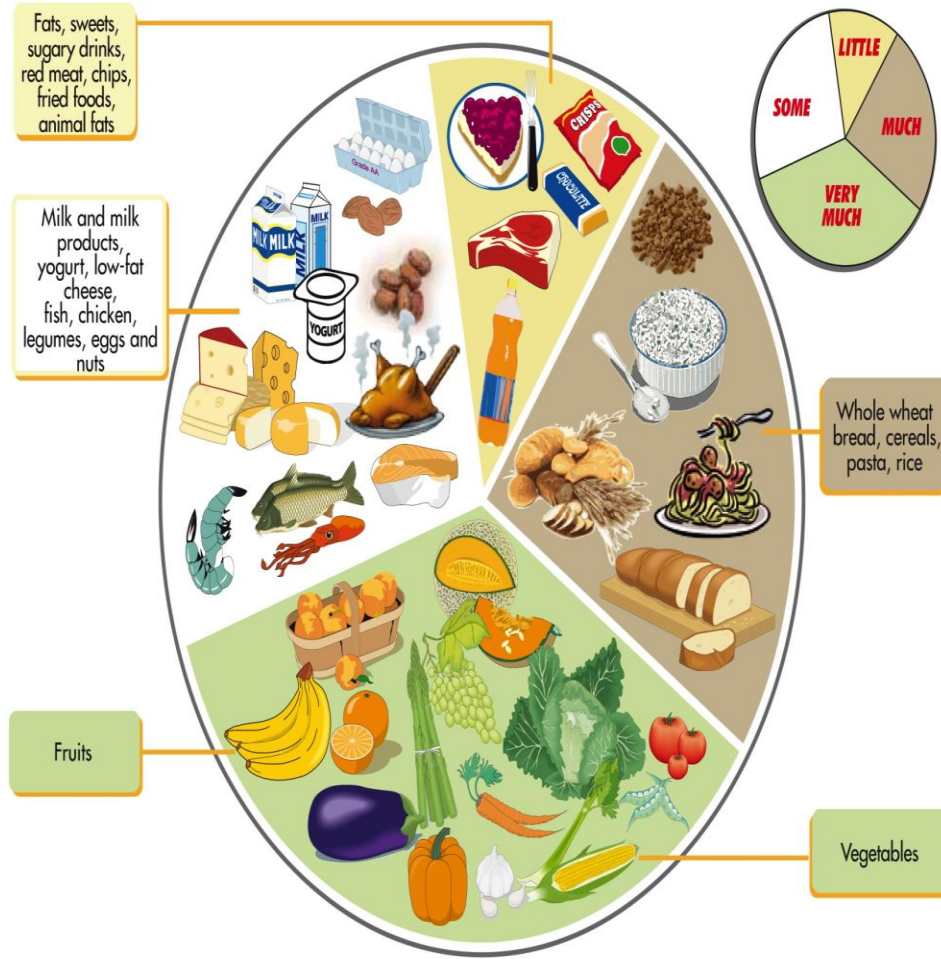 Fats, sweets,
sugary drinks,
red meat, chips,
fried foods,
animal fats
LITTLE
SOME
MUCH
VERY
MUCH
CRISPS
CHOCOLATE
Grade AA
Milk and milk
products,
yogurt, low-fat
cheese,
fish, chicken,
legumes, eggs and
nuts
MILK
MILK MILK
MILK
YOGURT
Whole wheat
bread, cereals,
pasta, rice
Fruits
Vegetables